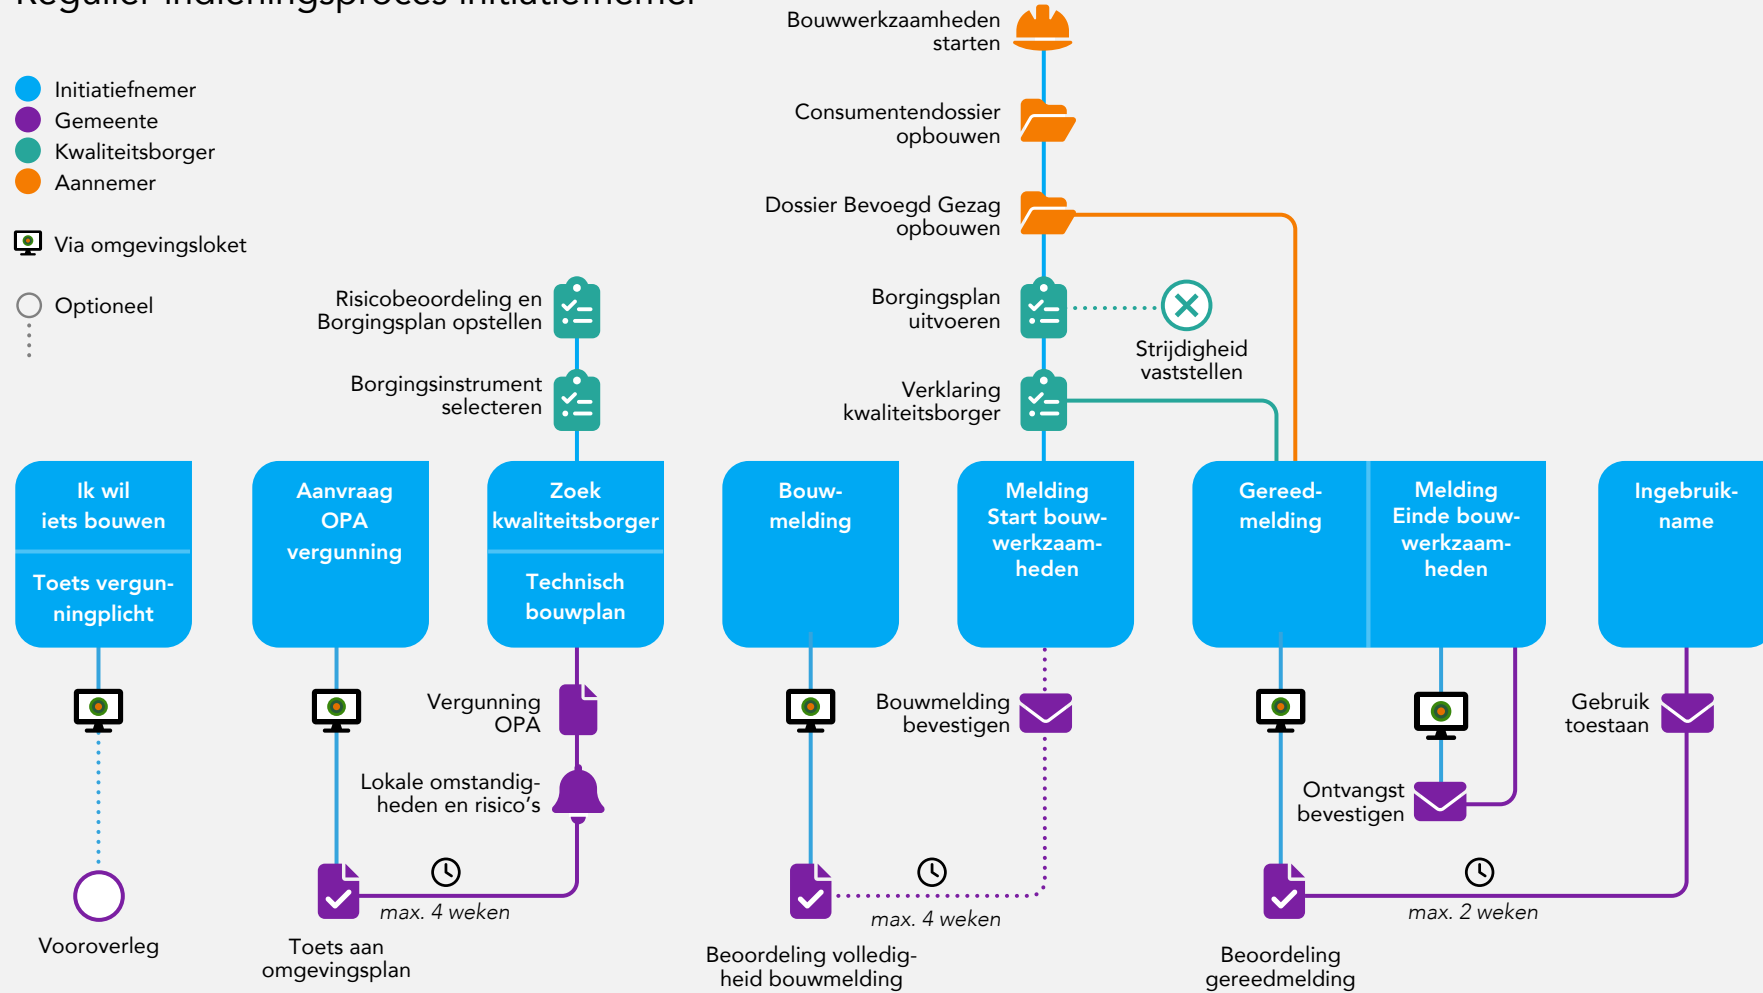 Regulier indieningsproces initiatiefnemer
Initiatiefnemer
Gemeente
Kwaliteitsborger
Aannemer
Via omgevingsloket
Optioneel
Bouwwerkzaamheden
starten
Consumentendossier
opbouwen
Dossier Bevoegd Gezag
opbouwen
Risicobeoordeling en
Borgingsplan opstellen
Borgingsplan
uitvoeren
Strijdigheid
vaststellen
Borgingsinstrument
selecteren
Verklaring
kwaliteitsborger
Ik wil
iets bouwen
Toets vergun-
ningplicht
Aanvraag
OPA
vergunning
Zoek
kwaliteitsborger
Technisch
bouwplan
Bouw-
melding
Melding
Start bouw-
werkzaam-
heden
Gereed-
melding
Melding
Einde bouw-
werkzaam-
heden
Ingebruik-
name
Vergunning
OPA
Lokale omstandig-
heden en risico's
Bouwmelding
bevestigen
Ontvangst
bevestigen
Gebruik
toestaan
max. 4 weken
max. 4 weken
max. 2 weken
Vooroverleg
Toets aan
omgevingsplan
Beoordeling volledig-
heid bouwmelding
Beoordeling
gereedmelding